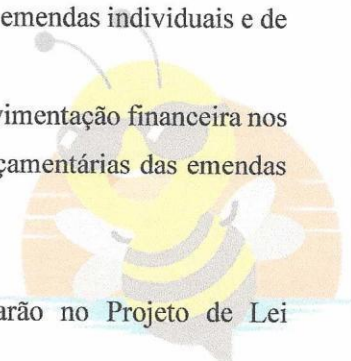 emendas individuais e de
vimentação financeira nos
çamentárias das emendas
arão no Projeto de Lei